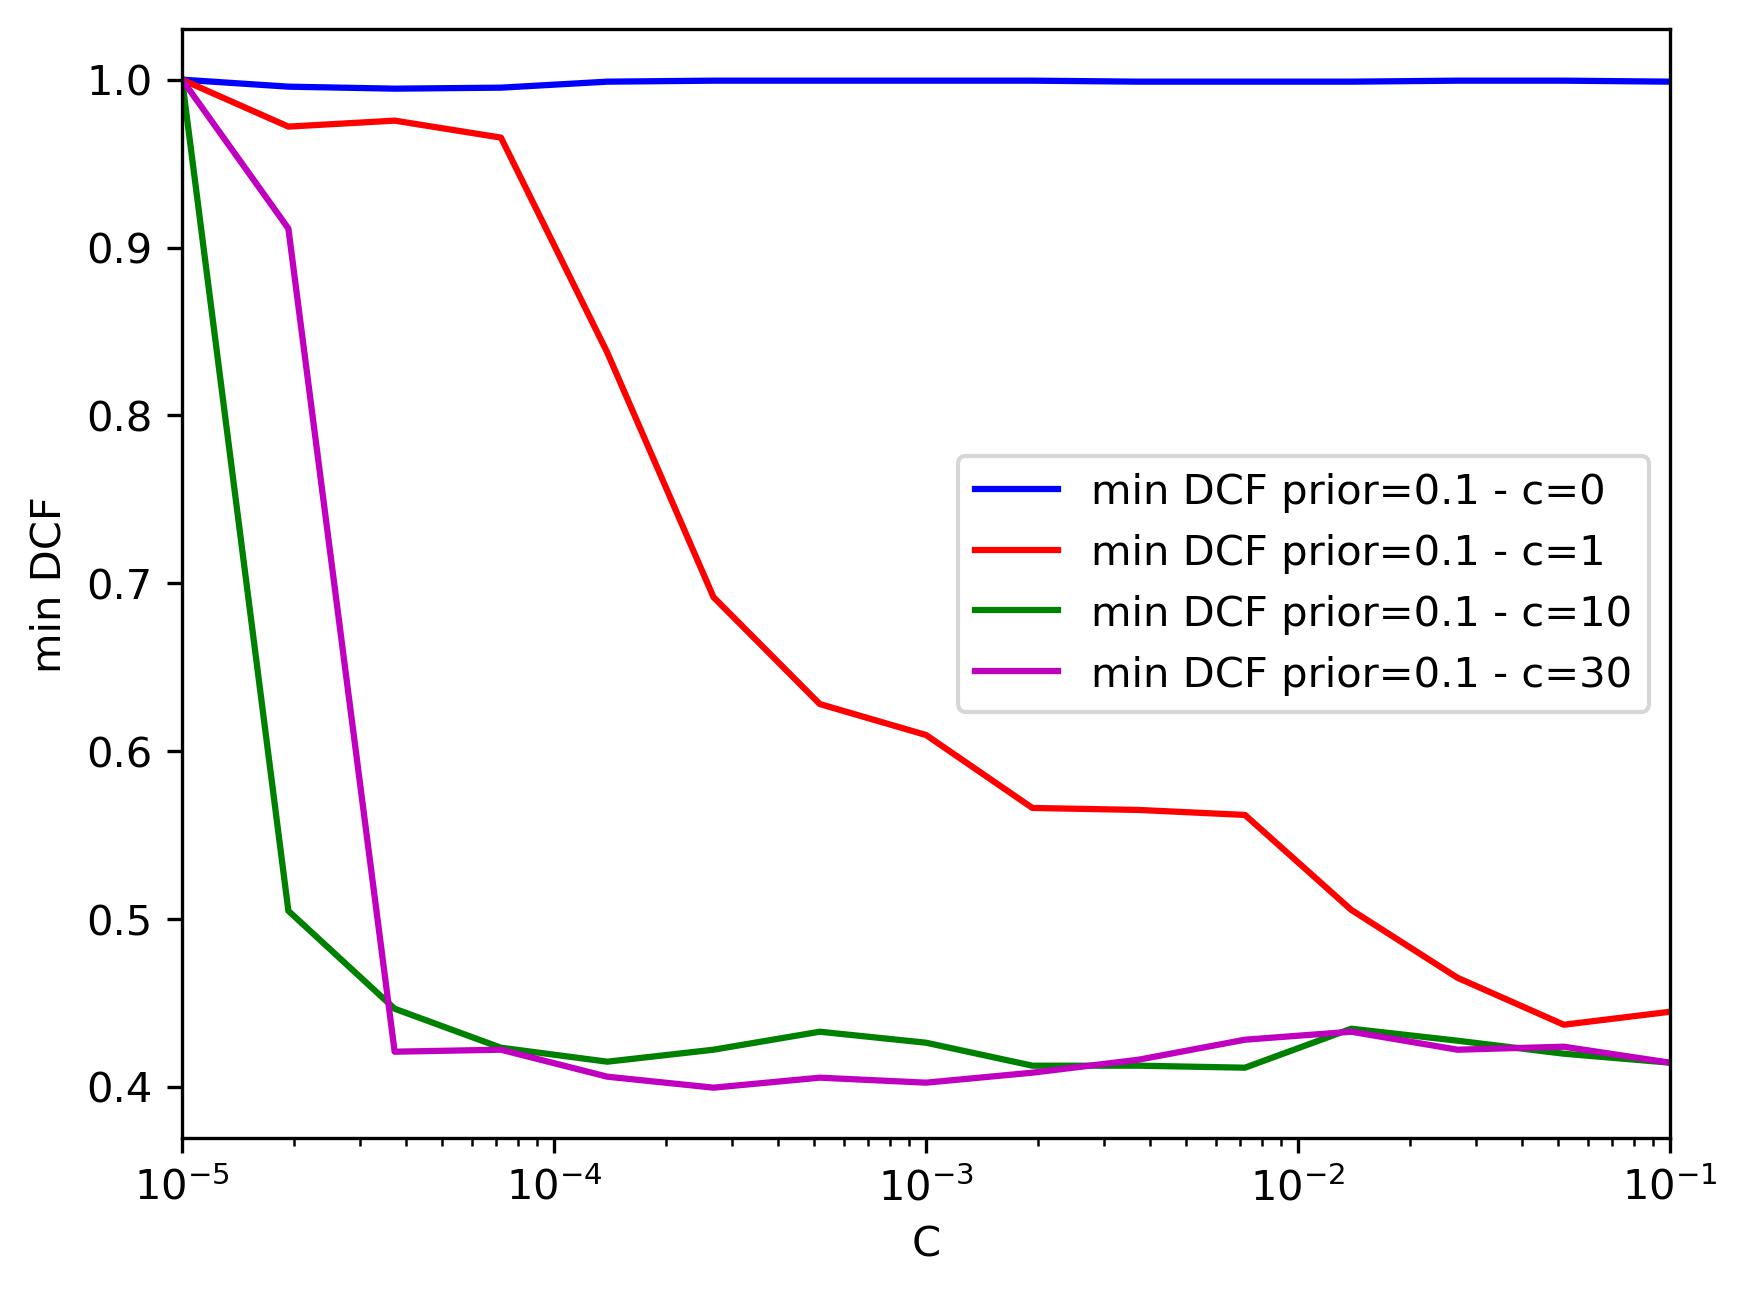 1.0
0.9
0.8
0.7
0.6
0.5
0.4
min DCF
min DCF prior=0.1 - c=0
min DCF prior=0.1 - c=1
min DCF prior=0.1 - c=10
min DCF prior=0.1 - c=30
10⁻⁵ 10⁻⁴ 10⁻³ 10⁻² 10⁻¹
C